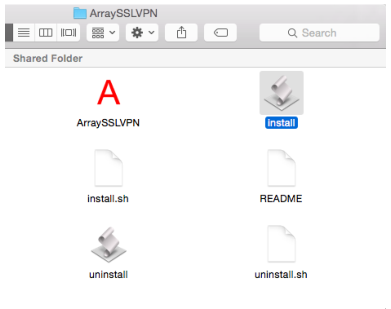 ArraySSLVPN
Search
Shared Folder
A
ArraySSLVPN
install
install.sh
README
uninstall
uninstall.sh